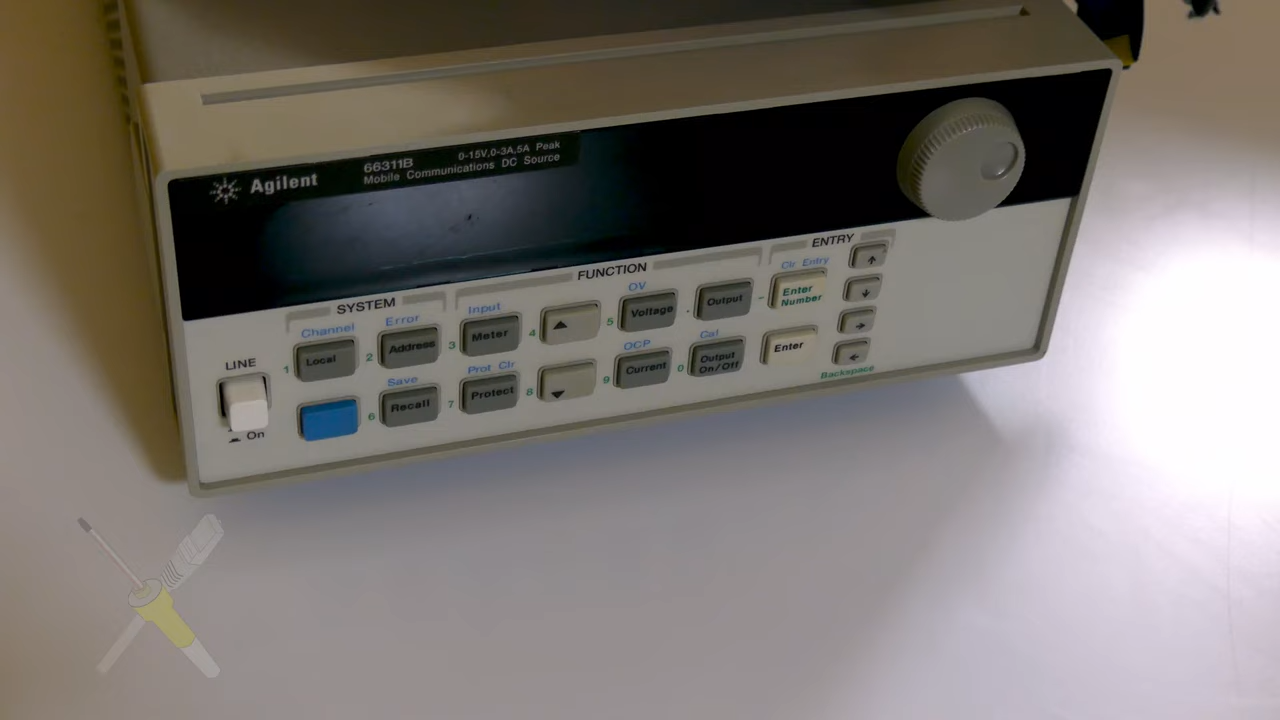 Agilent
66311B
0-15V,0-3A,5A Peak
Mobile Communications DC Source
SYSTEM
FUNCTION
ENTRY
Channel
Error
Input
OV
Clr Entry
Local
2
Address
3
Meter
4
5
Voltage
.
Output
-
Enter
Number
1
LINE
Save
Prot Clr
OCP
Cal
6
Recall
7
Protect
8
9
Current
0
Output
On/Off
Enter
Backspace
On